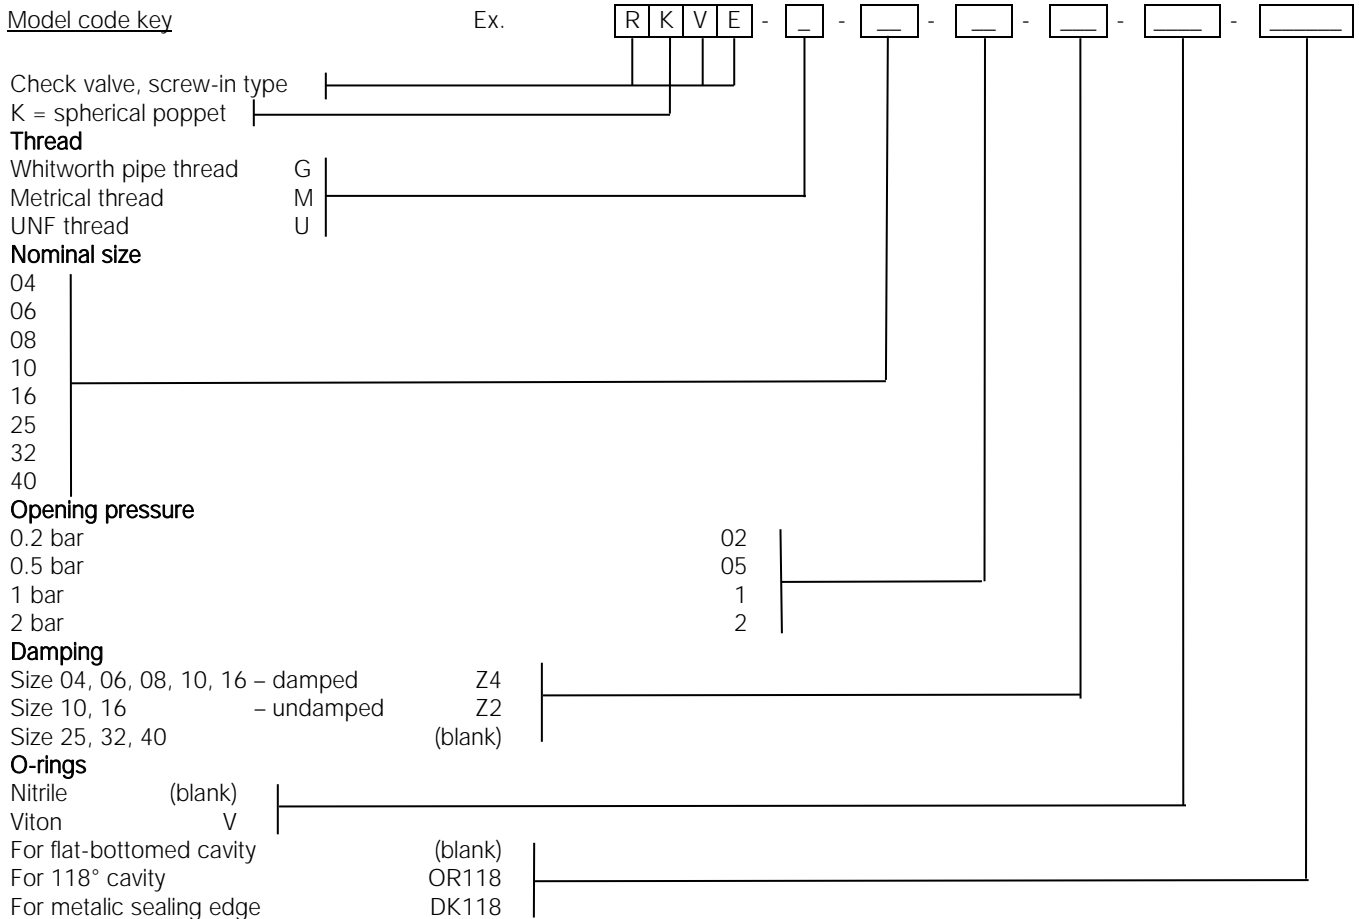 Model code key Ex. R K V E - _ - __ - __ - ___ - ____ - ______
Check valve, screw-in type
K = spherical poppet
Thread
Whitworth pipe thread G
Metrical thread M
UNF thread U
Nominal size
04
06
08
10
16
25
32
40
Opening pressure
0.2 bar 02
0.5 bar 05
1 bar 1
2 bar 2
Damping
Size 04, 06, 08, 10, 16 – damped Z4
Size 10, 16 – undamped Z2
Size 25, 32, 40 (blank)
O-rings
Nitrile (blank)
Viton V
For flat-bottomed cavity (blank)
For 118° cavity OR118
For metalic sealing edge DK118